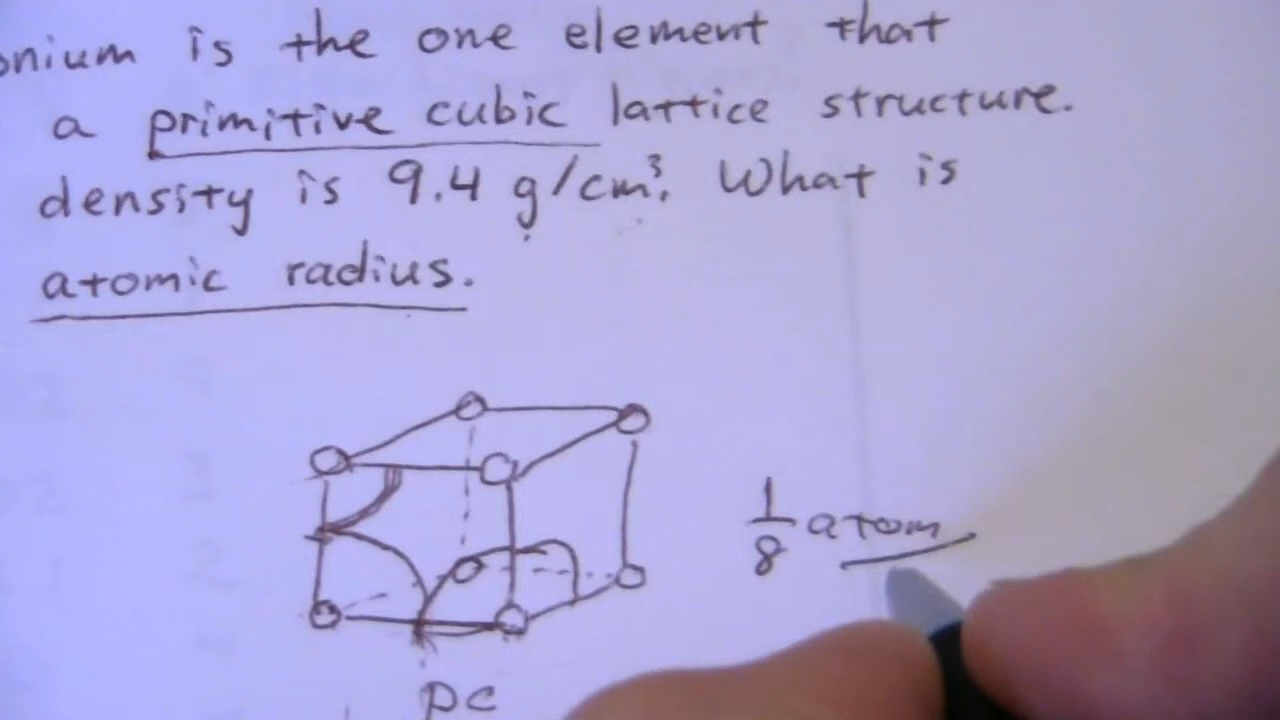 onium is the one element that
a primitive cubic lattice structure.
density is 9.4 g/cm³. What is
atomic radius.
1/8 atom
PC